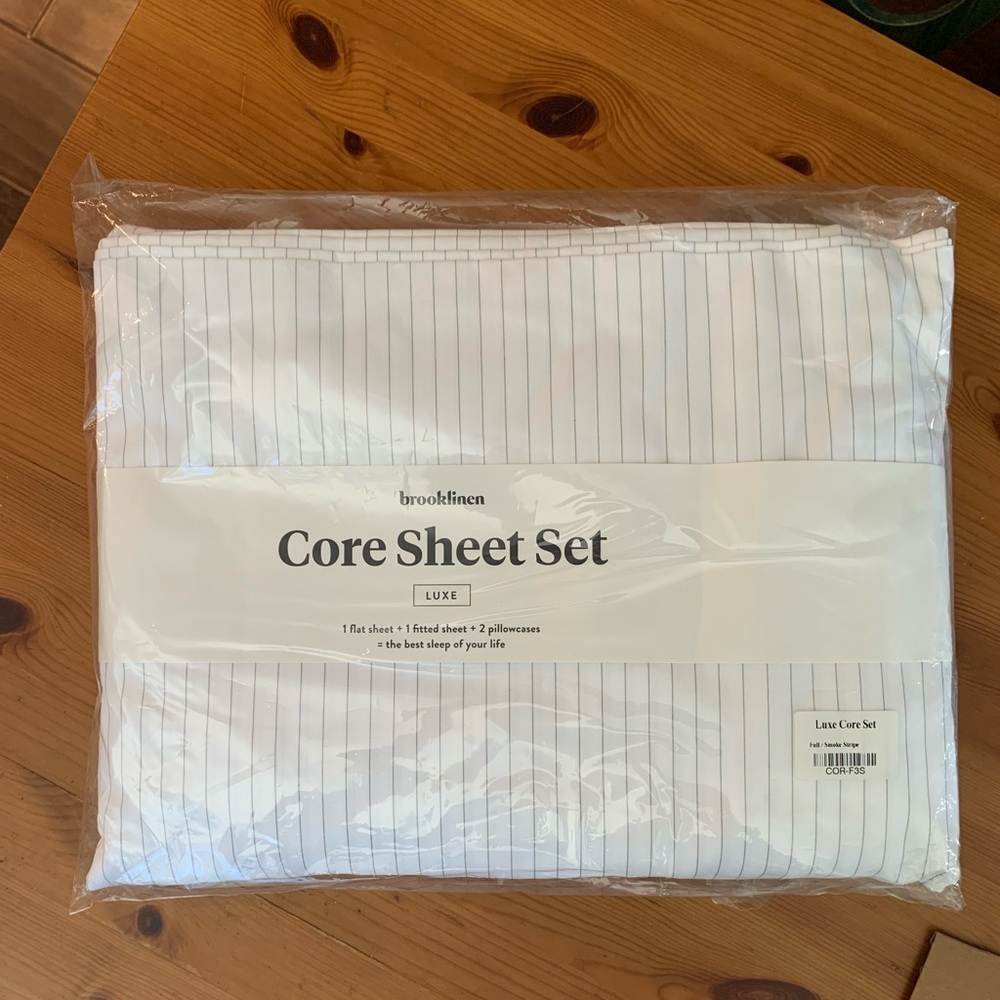 brooklinen
Core Sheet Set
LUXE
1 flat sheet + 1 fitted sheet + 2 pillowcases
= the best sleep of your life
Luxe Core Set
Full / Smoke Stripe
COR-F3S